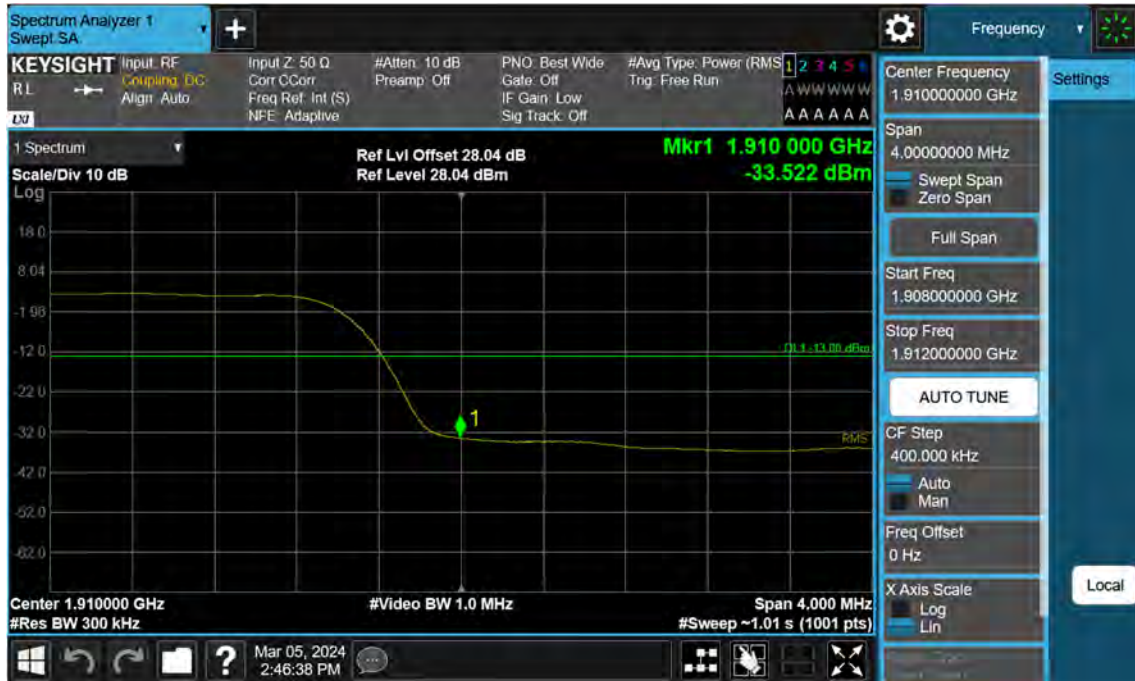 Spectrum Analyzer 1
Swept SA
Frequency
KEYSIGHT
RL
LXI
Input: RF
Coupling: DC
Align: Auto
Input Z: 50 Ω
Corr CCorr
Freq Ref: Int (S)
NFE: Adaptive
#Atten: 10 dB
Preamp: Off
PNO: Best Wide
Gate: Off
IF Gain: Low
Sig Track: Off
#Avg Type: Power (RMS
Trig: Free Run
1 2 3 4 5 6
A W W W W W
A A A A A A
1 Spectrum
Scale/Div 10 dB
Ref Lvl Offset 28.04 dB
Ref Level 28.04 dBm
Mkr1 1.910 000 GHz
-33.522 dBm
Log
18.0
8.04
-1.96
-12.0
DL1 -13.00 dBm
-22.0
1
-32.0
RMS
-42.0
-52.0
-62.0
Center 1.910000 GHz
#Res BW 300 kHz
#Video BW 1.0 MHz
Span 4.000 MHz
#Sweep ~1.01 s (1001 pts)
Mar 05, 2024
2:46:38 PM
Center Frequency
1.910000000 GHz
Settings
Span
4.00000000 MHz
Swept Span
Zero Span
Full Span
Start Freq
1.908000000 GHz
Stop Freq
1.912000000 GHz
AUTO TUNE
CF Step
400.000 kHz
Auto
Man
Freq Offset
0 Hz
X Axis Scale
Log
Lin
Local